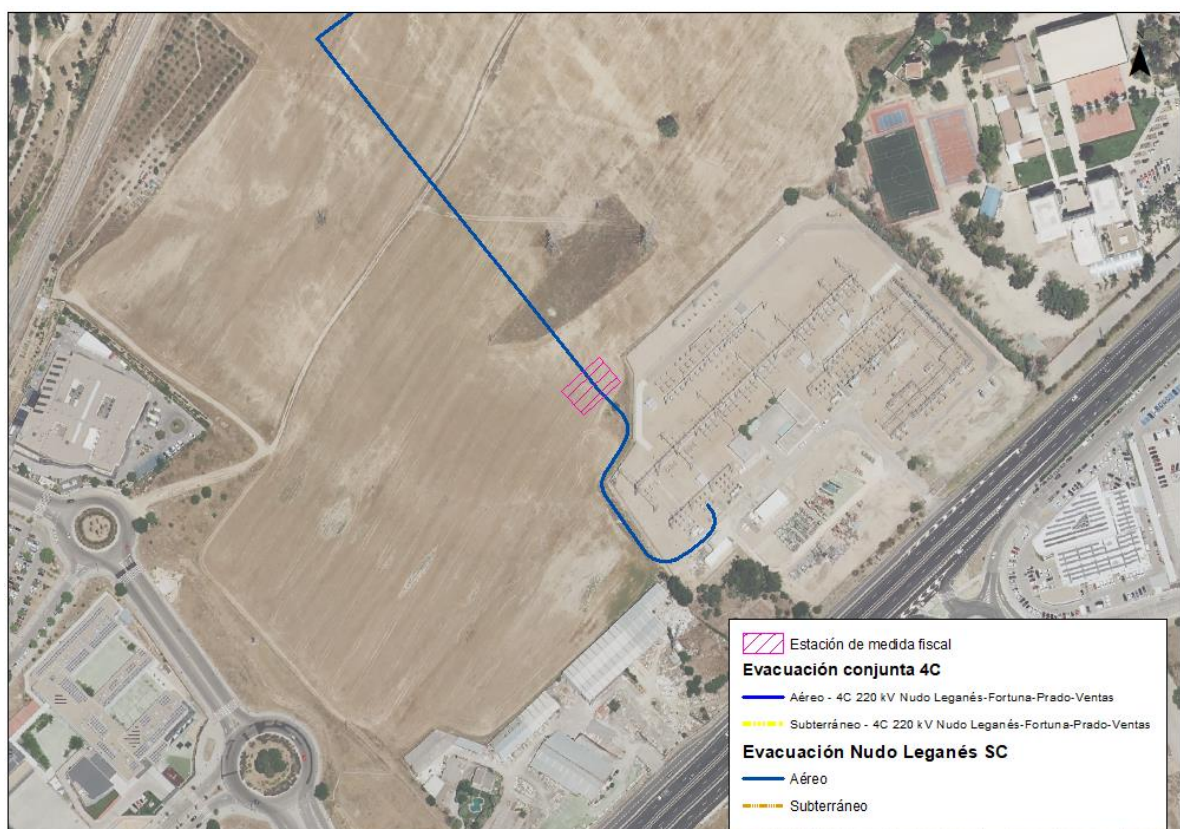 Estación de medida fiscal
Evacuación conjunta 4C
Aéreo - 4C 220 kV Nudo Leganés-Fortuna-Prado-Ventas
Subterráneo - 4C 220 kV Nudo Leganés-Fortuna-Prado-Ventas
Evacuación Nudo Leganés SC
Aéreo
Subterráneo